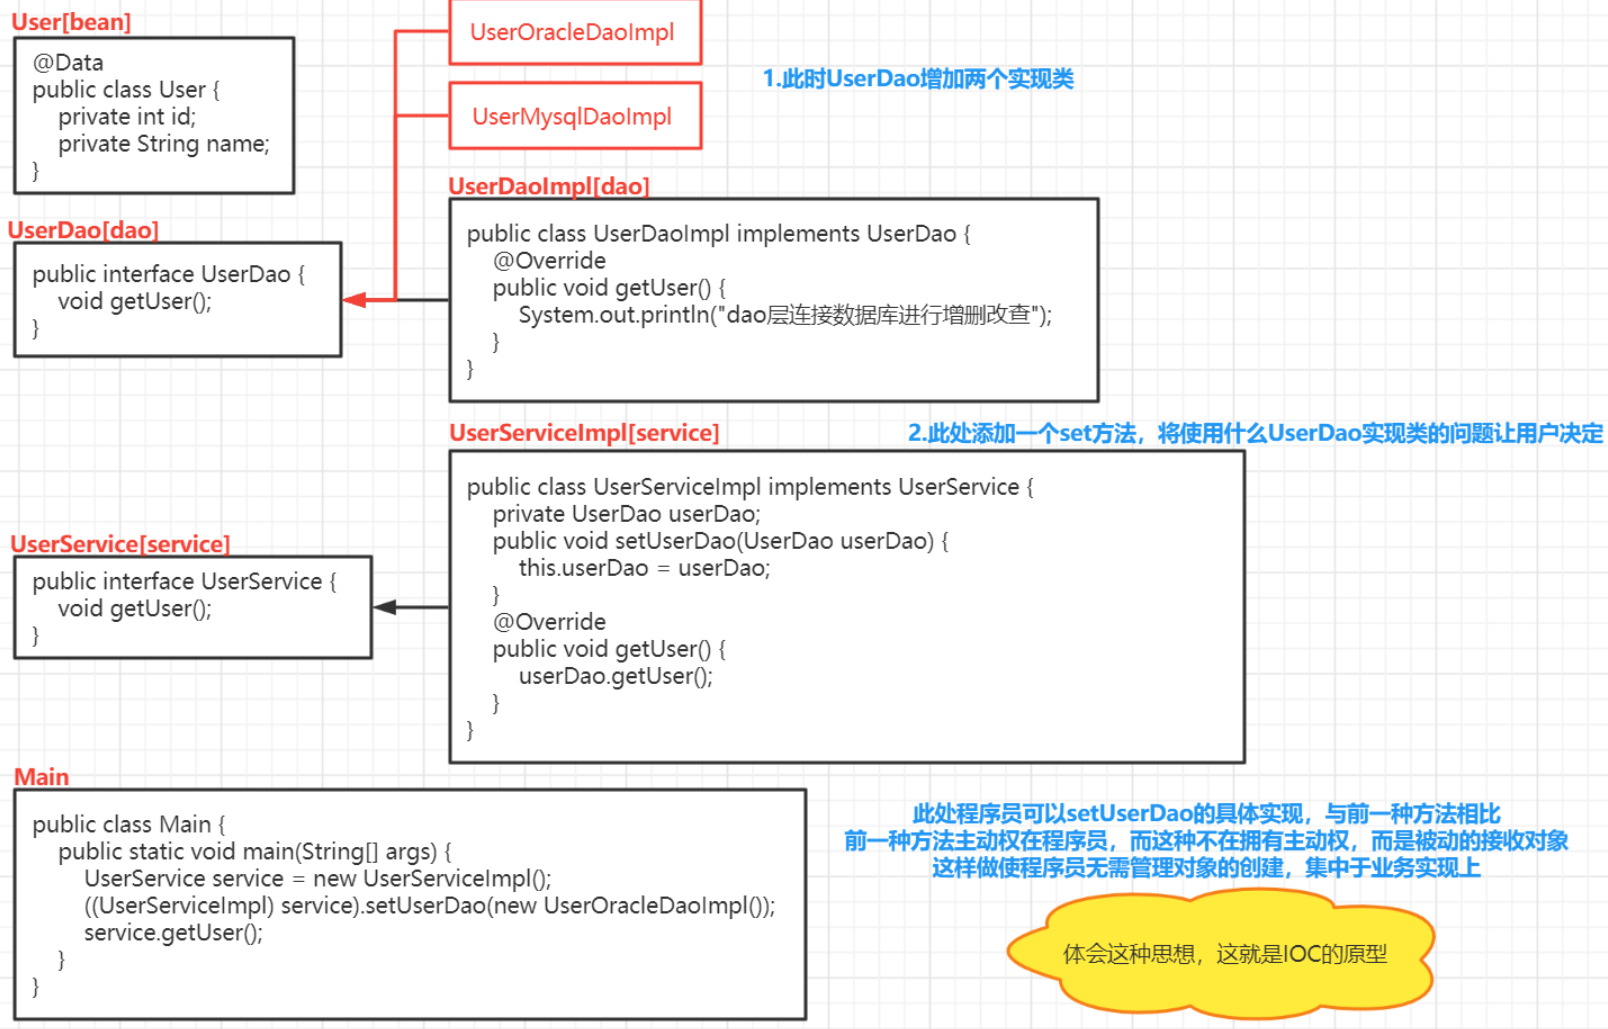 User[bean]
@Data
public class User {
private int id;
private String name;
}
UserOracleDaoImpl
UserMysqlDaoImpl
1.此时UserDao增加两个实现类
UserDao[dao]
public interface UserDao {
void getUser();
}
UserDaoImpl[dao]
public class UserDaoImpl implements UserDao {
@Override
public void getUser() {
System.out.println("dao层连接数据库进行增删改查");
}
}
UserServiceImpl[service]
2.此处添加一个set方法，将使用什么UserDao实现类的问题让用户决定
public class UserServiceImpl implements UserService {
private UserDao userDao;
public void setUserDao(UserDao userDao) {
this.userDao = userDao;
}
@Override
public void getUser() {
userDao.getUser();
}
}
UserService[service]
public interface UserService {
void getUser();
}
Main
public class Main {
public static void main(String[] args) {
UserService service = new UserServiceImpl();
((UserServiceImpl) service).setUserDao(new UserOracleDaoImpl());
service.getUser();
}
}
此处程序员可以setUserDao的具体实现，与前一种方法相比
前一种方法主动权在程序员，而这种不在拥有主动权，而是被动的接收对象
这样做使程序员无需管理对象的创建，集中于业务实现上
体会这种思想，这就是IOC的原型